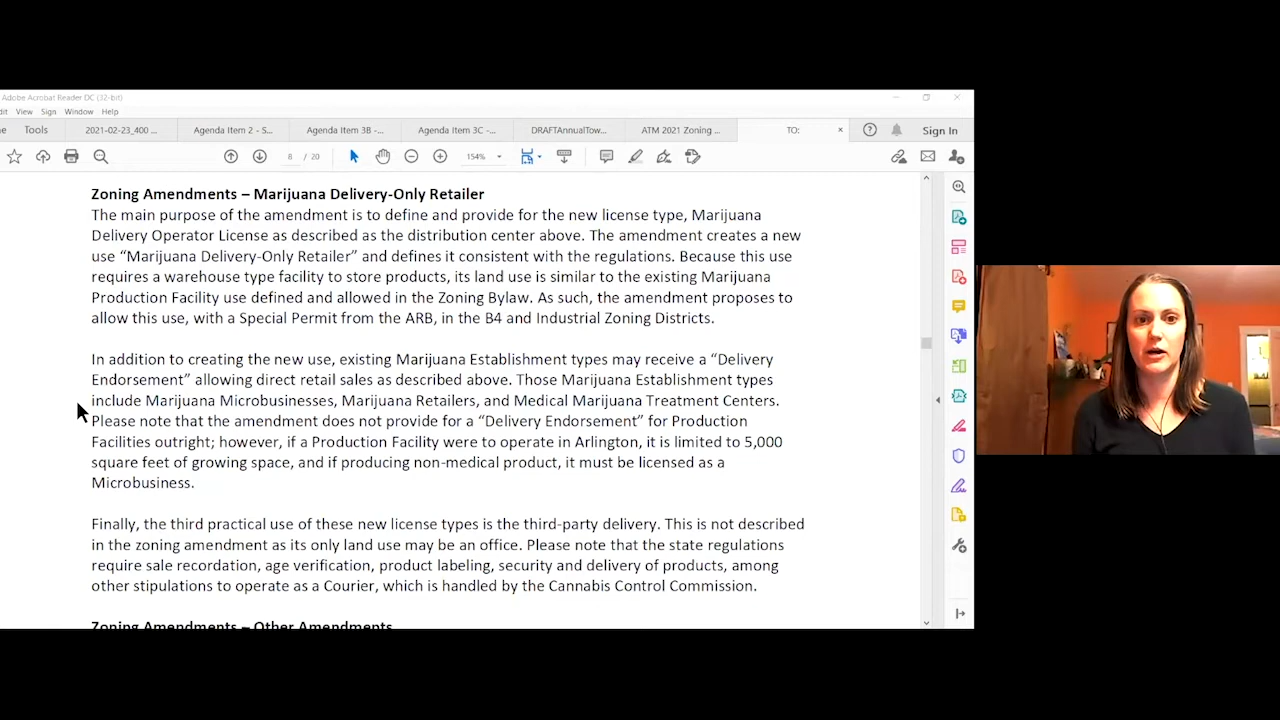 Adobe Acrobat Reader DC (32-bit)
dit View Sign Window Help
ne Tools 2021-02-23_400 ... Agenda Item 2 - S... Agenda Item 3B -... Agenda Item 3C -... DRAFTAnnualTow... ATM 2021 Zoning ... TO: × Sign In
8 / 20 154%
Zoning Amendments – Marijuana Delivery-Only Retailer
The main purpose of the amendment is to define and provide for the new license type, Marijuana
Delivery Operator License as described as the distribution center above. The amendment creates a new
use “Marijuana Delivery-Only Retailer” and defines it consistent with the regulations. Because this use
requires a warehouse type facility to store products, its land use is similar to the existing Marijuana
Production Facility use defined and allowed in the Zoning Bylaw. As such, the amendment proposes to
allow this use, with a Special Permit from the ARB, in the B4 and Industrial Zoning Districts.
In addition to creating the new use, existing Marijuana Establishment types may receive a “Delivery
Endorsement” allowing direct retail sales as described above. Those Marijuana Establishment types
include Marijuana Microbusinesses, Marijuana Retailers, and Medical Marijuana Treatment Centers.
Please note that the amendment does not provide for a “Delivery Endorsement” for Production
Facilities outright; however, if a Production Facility were to operate in Arlington, it is limited to 5,000
square feet of growing space, and if producing non-medical product, it must be licensed as a
Microbusiness.
Finally, the third practical use of these new license types is the third-party delivery. This is not described
in the zoning amendment as its only land use may be an office. Please note that the state regulations
require sale recordation, age verification, product labeling, security and delivery of products, among
other stipulations to operate as a Courier, which is handled by the Cannabis Control Commission.
Zoning Amendments – Other Amendments